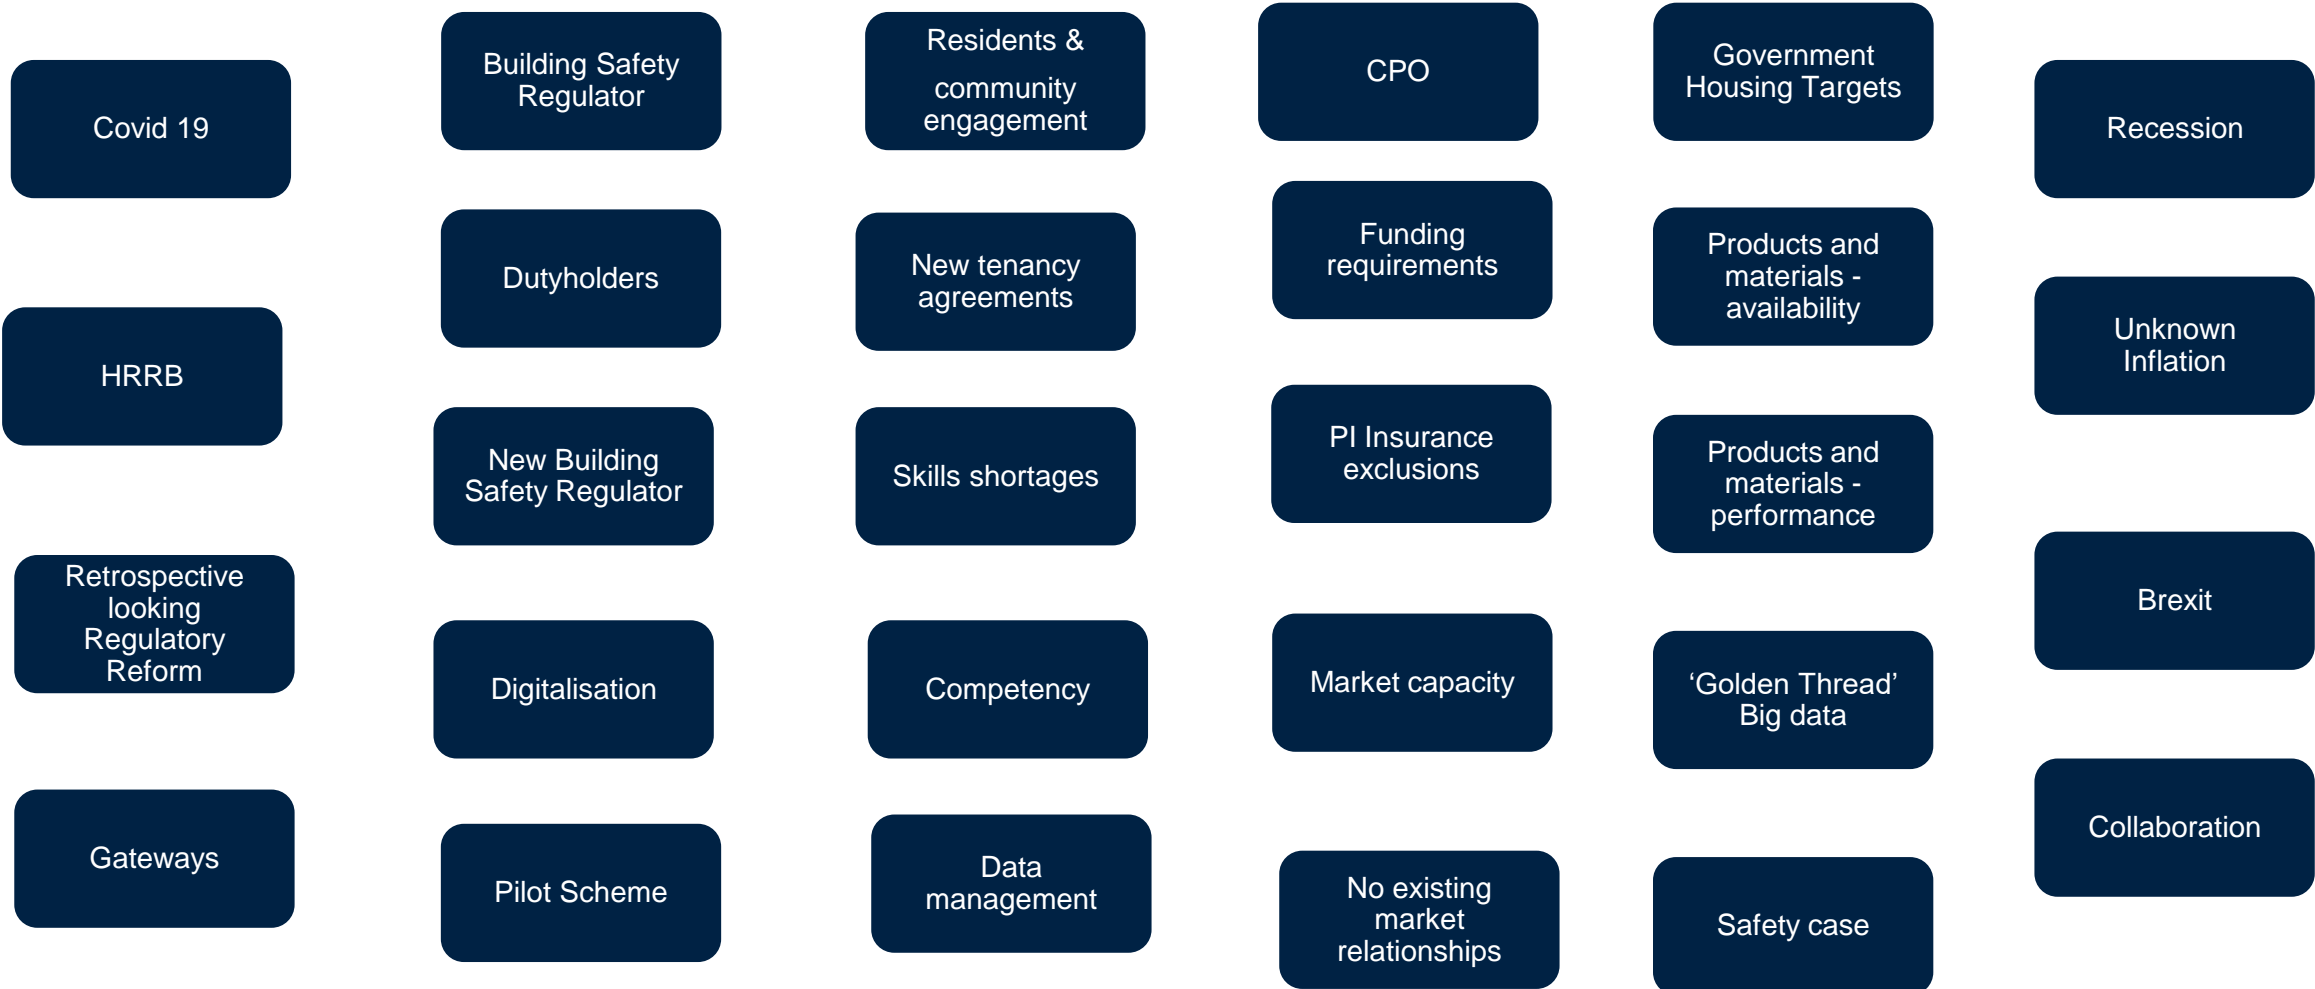 Covid 19
HRRB
Retrospective
looking
Regulatory
Reform
Gateways
Building Safety
Regulator
Dutyholders
New Building
Safety Regulator
Digitalisation
Pilot Scheme
Residents &
community
engagement
New tenancy
agreements
Skills shortages
Competency
Data
management
CPO
Funding
requirements
PI Insurance
exclusions
Market capacity
No existing
market
relationships
Government
Housing Targets
Products and
materials -
availability
Products and
materials -
performance
‘Golden Thread’
Big data
Safety case
Recession
Unknown
Inflation
Brexit
Collaboration